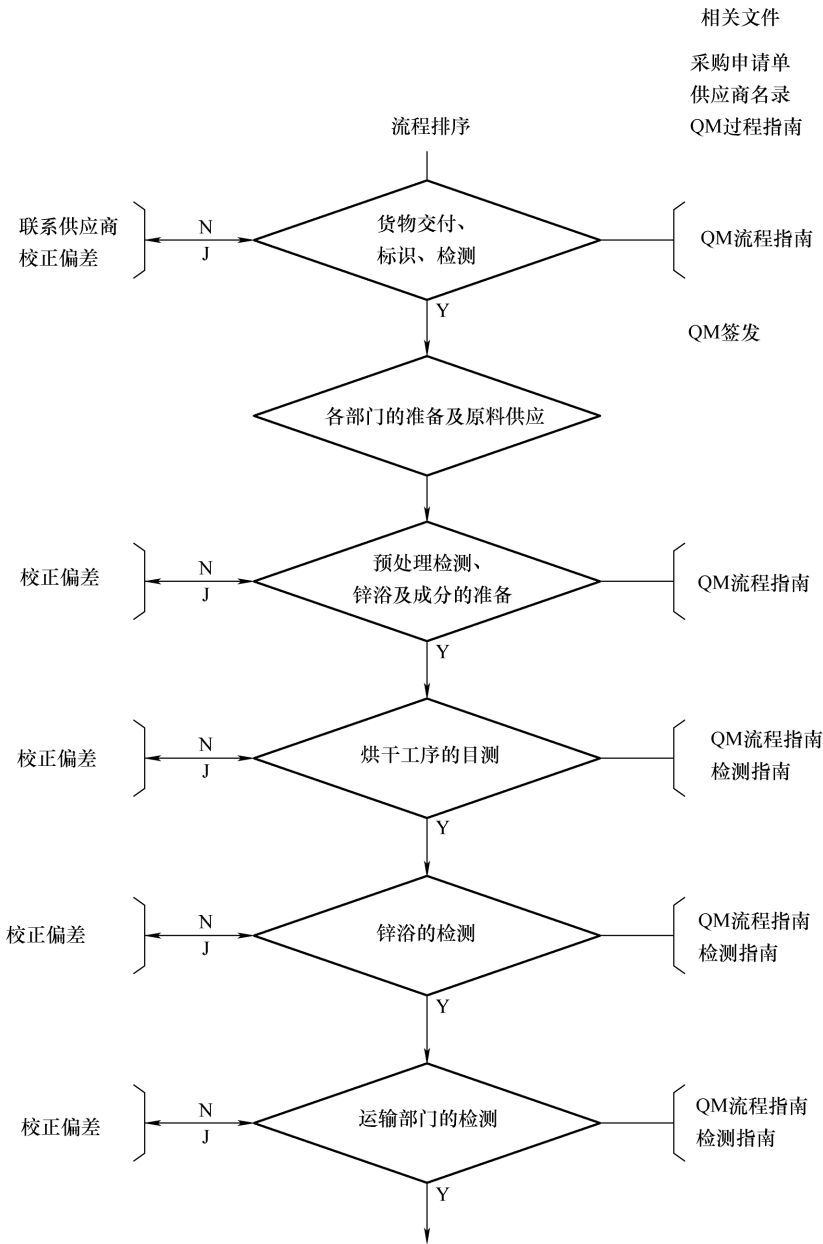 相关文件
采购申请单
供应商名录
QM过程指南
流程排序
联系供应商
校正偏差
N
J
货物交付、
标识、检测
QM流程指南
Y
QM签发
各部门的准备及原料供应
校正偏差
N
J
预处理检测、
锌浴及成分的准备
QM流程指南
Y
校正偏差
N
J
烘干工序的目测
QM流程指南
检测指南
Y
校正偏差
N
J
锌浴的检测
QM流程指南
检测指南
Y
校正偏差
N
J
运输部门的检测
QM流程指南
检测指南
Y